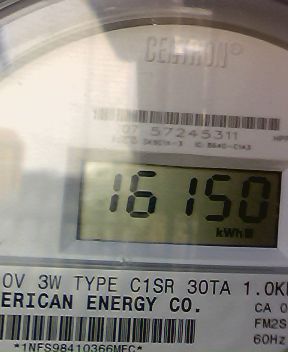 CENTRON®
07 57245311
16150
kWh
0V 3W TYPE C1SR 30TA 1.0K
ERICAN ENERGY CO.
CA 0
FM2S
60Hz
*1NFS98410366MFC*